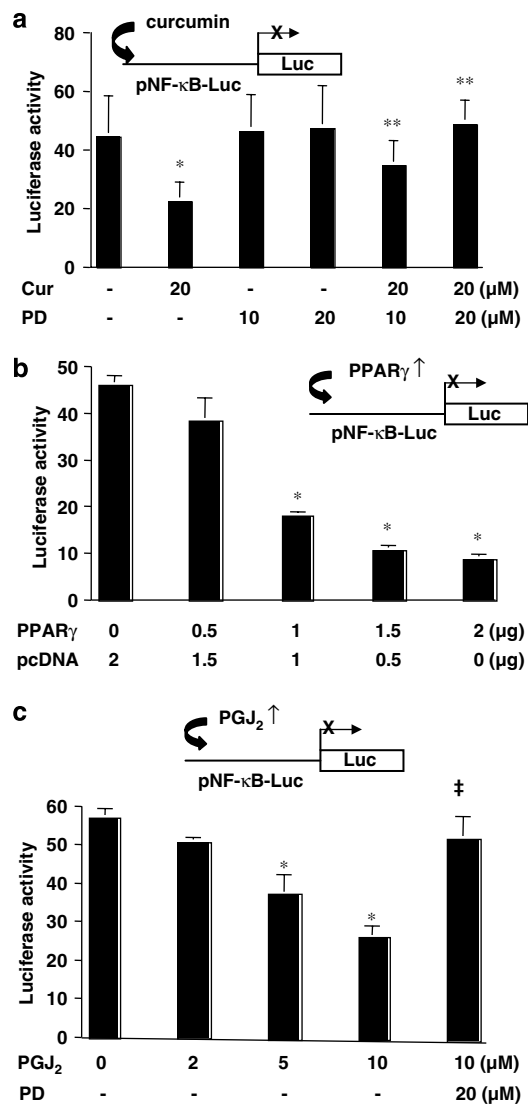 a
curcumin
X
Luc
pNF-κB-Luc
Luciferase activity
80
60
40
20
0
*
**
**
Cur - 20 - - 20 20 (µM)
PD - - 10 20 10 20 (µM)
b
PPARγ ↑
X
Luc
pNF-κB-Luc
Luciferase activity
50
40
30
20
10
0
*
*
*
PPARγ 0 0.5 1 1.5 2 (µg)
pcDNA 2 1.5 1 0.5 0 (µg)
c
PGJ₂ ↑
X
Luc
pNF-κB-Luc
Luciferase activity
60
50
40
30
20
10
0
*
*
‡
PGJ₂ 0 2 5 10 10 (µM)
PD - - - - 20 (µM)